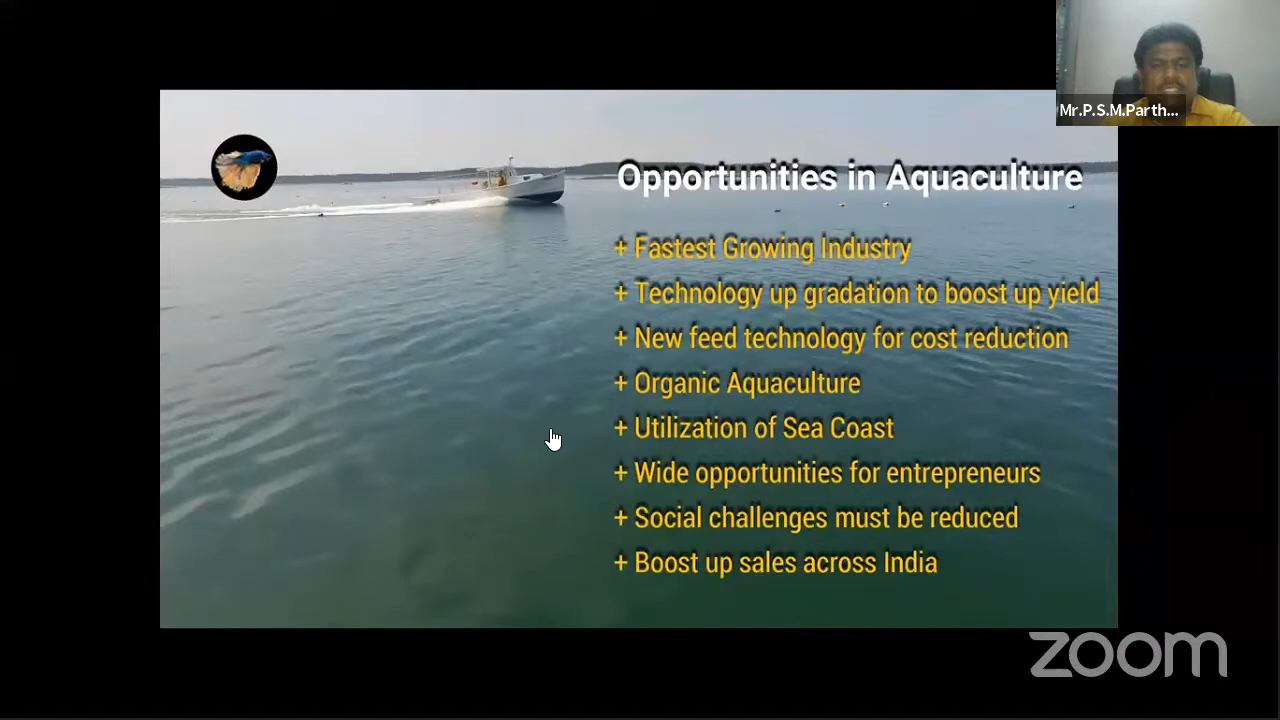 Mr.P.S.M.Parth...
Opportunities in Aquaculture
+ Fastest Growing Industry
+ Technology up gradation to boost up yield
+ New feed technology for cost reduction
+ Organic Aquaculture
+ Utilization of Sea Coast
+ Wide opportunities for entrepreneurs
+ Social challenges must be reduced
+ Boost up sales across India
zoom